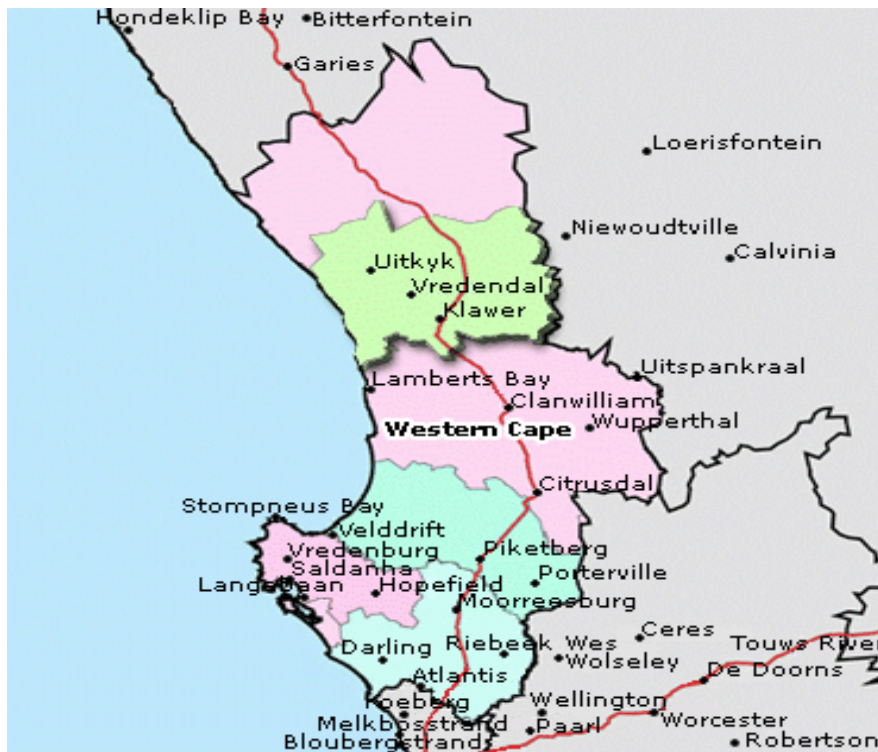 Hondeklip Bay
Bitterfontein
Garies
Loerisfontein
Niewoudtville
Calvinia
Uitkyk
Vredendal
Klawer
Uitspankraal
Lamberts Bay
Clanwilliam
Wupperthal
Western Cape
Citrusdal
Stompneus Bay
Velddrift
Vredenburg
Piketberg
Saldanha
Porterville
Langebaan
Hopefield
Moorreesburg
Ceres
Touws River
Darling
Riebeek Wes
Wolseley
De Doorns
Atlantis
Koeberg
Wellington
Melkbosstrand
Paarl
Worcester
Bloubergstrands
Robertson